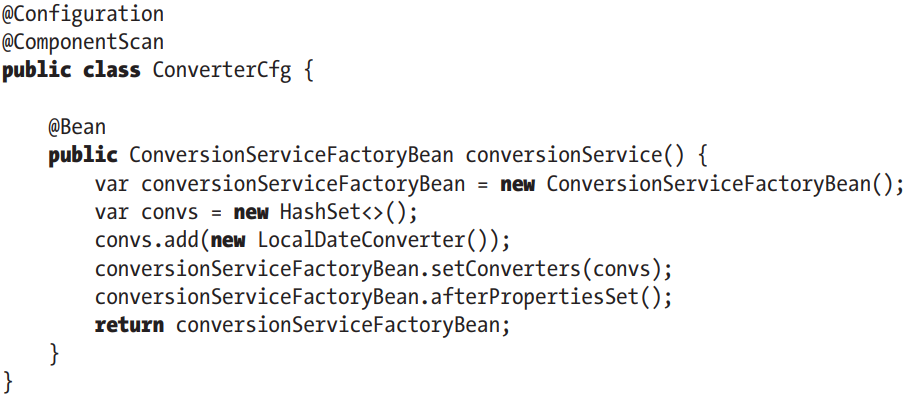 @Configuration
@ComponentScan
public class ConverterCfg {
@Bean
public ConversionServiceFactoryBean conversionService() {
var conversionServiceFactoryBean = new ConversionServiceFactoryBean();
var convs = new HashSet<>();
convs.add(new LocalDateConverter());
conversionServiceFactoryBean.setConverters(convs);
conversionServiceFactoryBean.afterPropertiesSet();
return conversionServiceFactoryBean;
}
}